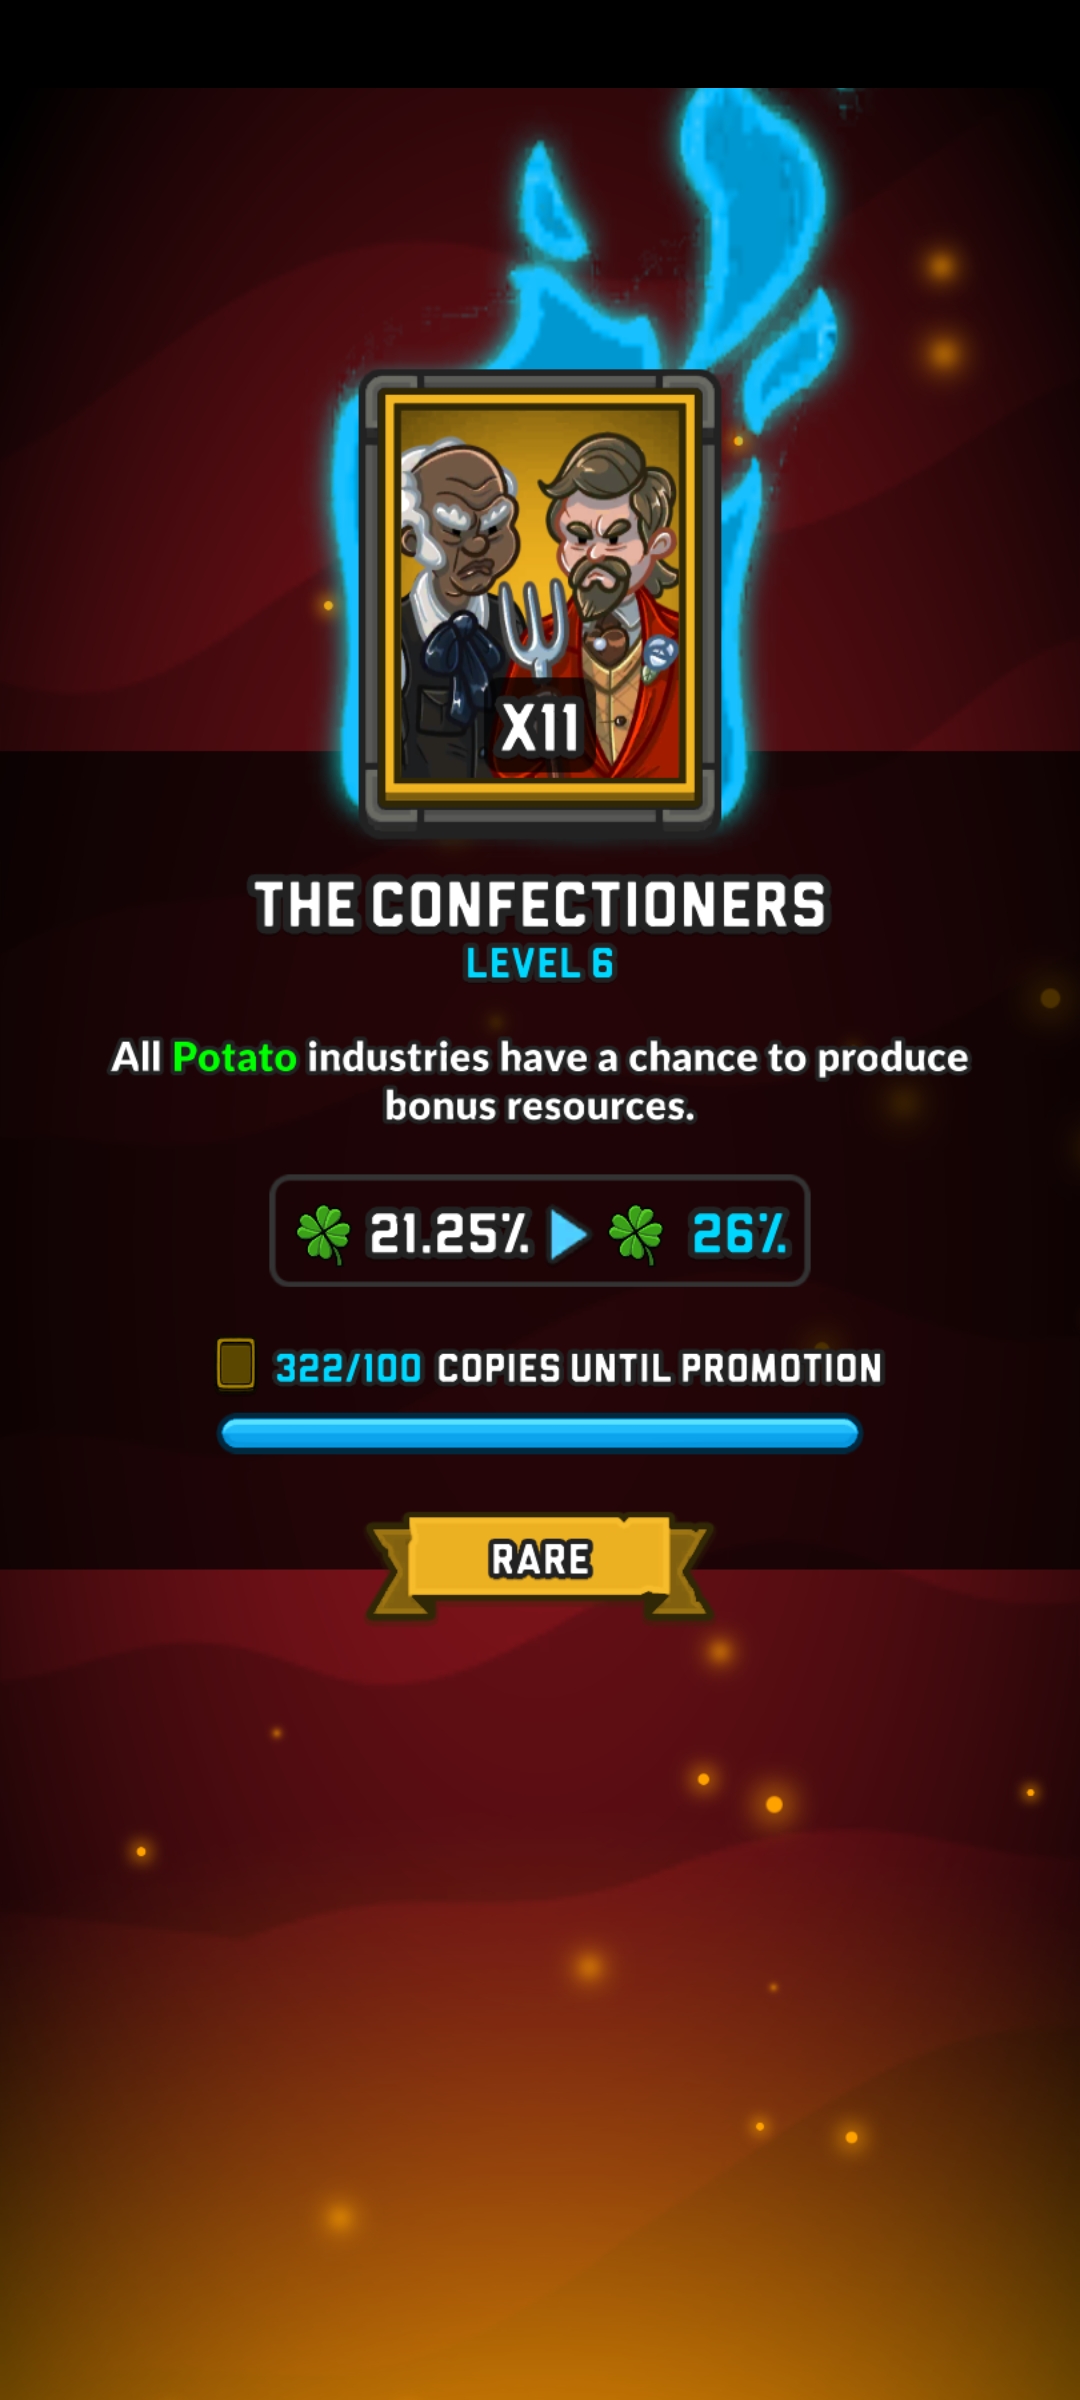 X11
THE CONFECTIONERS
LEVEL 6
All Potato industries have a chance to produce
bonus resources.
21.25% 26%
322/100 COPIES UNTIL PROMOTION
RARE